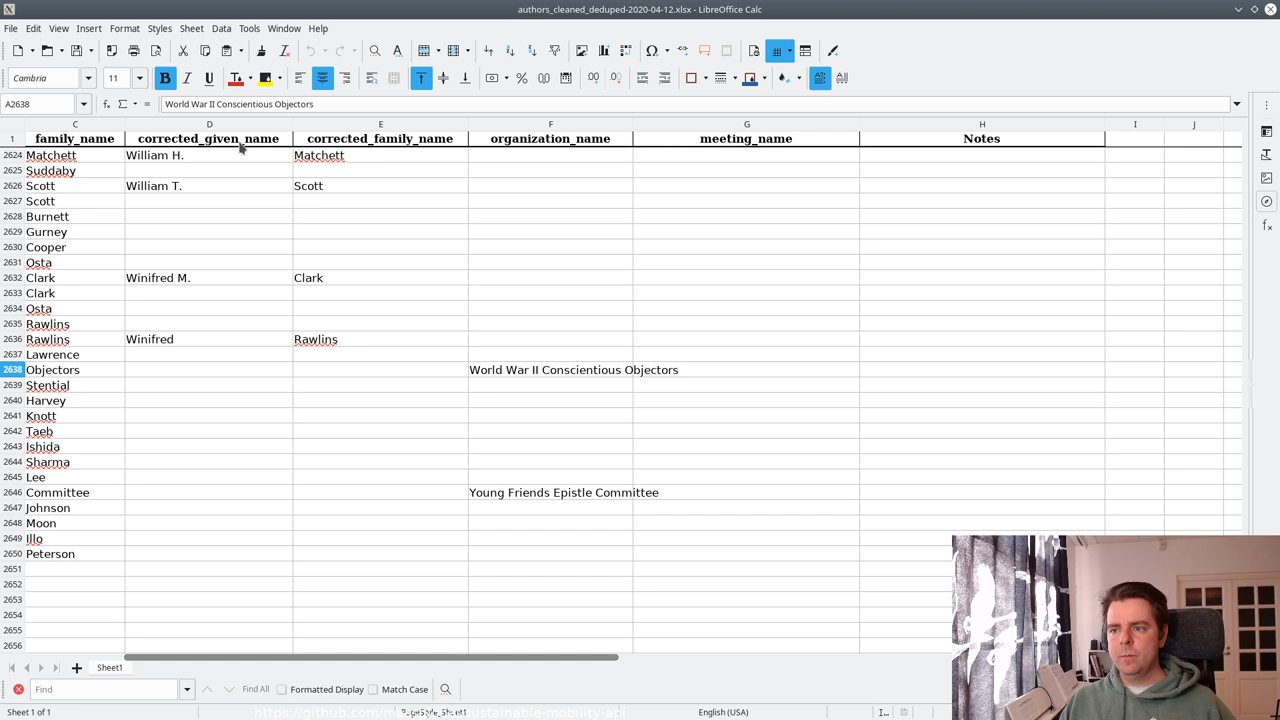 authors_cleaned_deduped-2020-04-12.xlsx - LibreOffice Calc
File Edit View Insert Format Styles Sheet Data Tools Window Help
Cambria 11
A2638 World War II Conscientious Objectors
C D E F G H I J
1 family_name corrected_given_name corrected_family_name organization_name meeting_name Notes
2624 Matchett William H. Matchett
2625 Suddaby
2626 Scott William T. Scott
2627 Scott
2628 Burnett
2629 Gurney
2630 Cooper
2631 Osta
2632 Clark Winifred M. Clark
2633 Clark
2634 Osta
2635 Rawlins
2636 Rawlins Winifred Rawlins
2637 Lawrence
2638 Objectors World War II Conscientious Objectors
2639 Stential
2640 Harvey
2641 Knott
2642 Taeb
2643 Ishida
2644 Sharma
2645 Lee
2646 Committee Young Friends Epistle Committee
2647 Johnson
2648 Moon
2649 Illo
2650 Peterson
2651
2652
2653
2654
2655
2656
Sheet1
Find Find All Formatted Display Match Case
Sheet 1 of 1 PageStyle_Sheet1 English (USA)